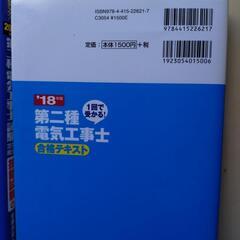 ISBN978-4-415-22621-7
C3054 ¥1500E
定価 本体1500円 +税
9784415226217
1923054015006
'18年版
1回で受かる!
第二種
電気工事士
合格テキスト